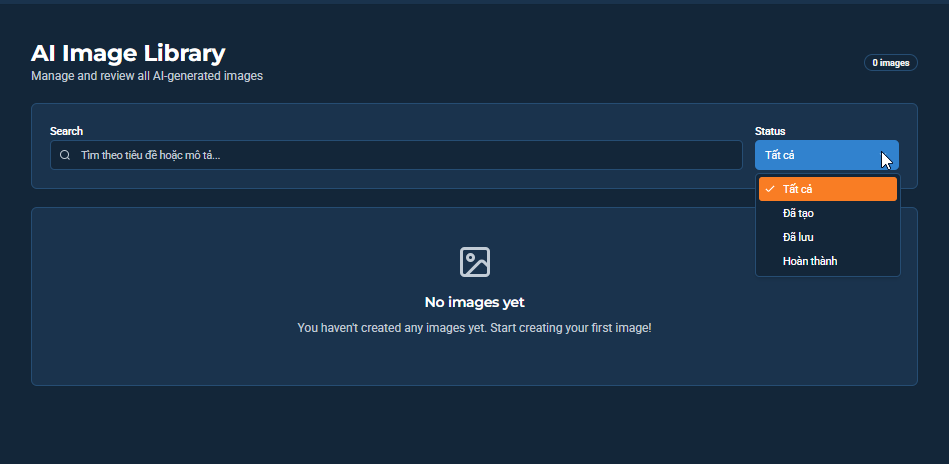 AI Image Library
Manage and review all AI-generated images
0 images
Search
Tìm theo tiêu đề hoặc mô tả...
Status
Tất cả
Tất cả
Đã tạo
Đã lưu
Hoàn thành
No images yet
You haven't created any images yet. Start creating your first image!